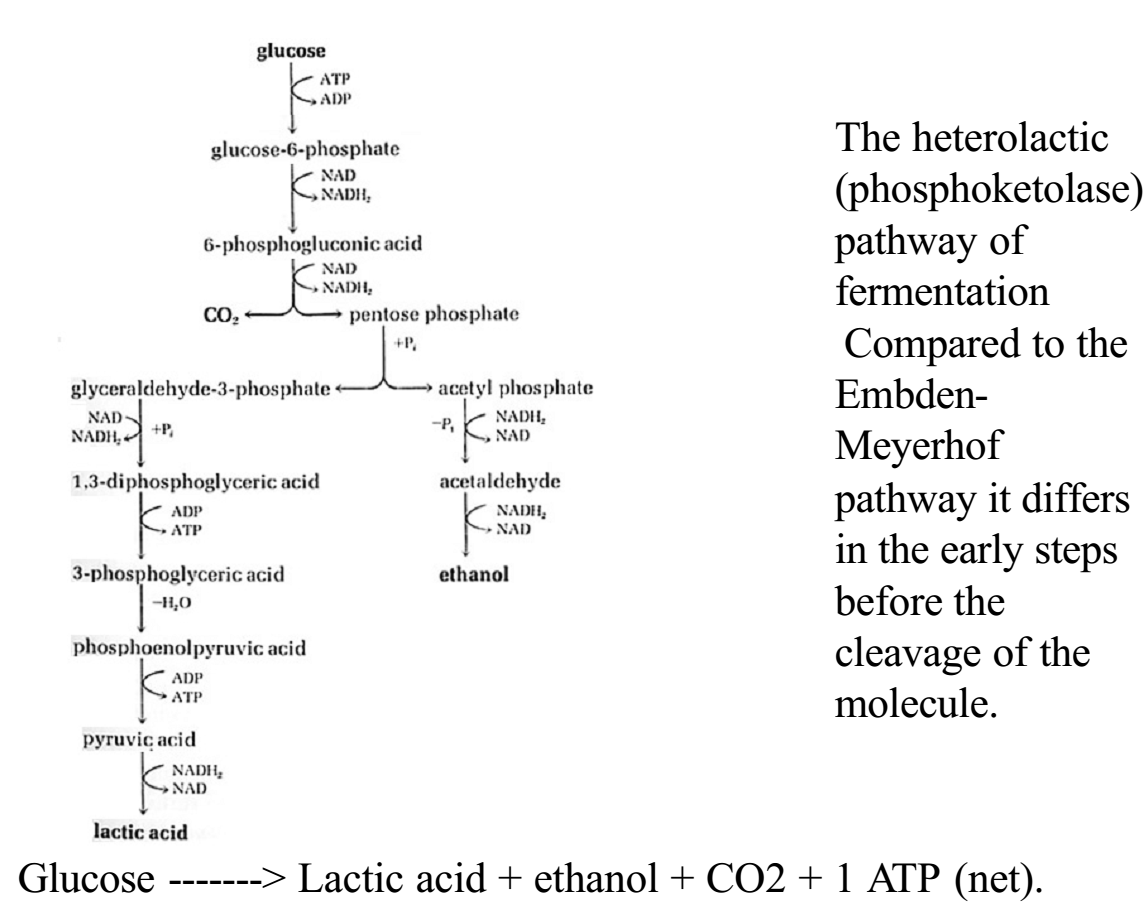 glucose
ATP
ADP
glucose-6-phosphate
NAD
NADH₂
6-phosphogluconic acid
NAD
NADH₂
CO₂ pentose phosphate
+Pᵢ
glyceraldehyde-3-phosphate acetyl phosphate
NAD +Pᵢ −Pᵢ NADH₂
NADH₂ NAD
1,3-diphosphoglyceric acid acetaldehyde
ADP NADH₂
ATP NAD
3-phosphoglyceric acid ethanol
−H₂O
phosphoenolpyruvic acid
ADP
ATP
pyruvic acid
NADH₂
NAD
lactic acid
The heterolactic
(phosphoketolase)
pathway of
fermentation
Compared to the
Embden-
Meyerhof
pathway it differs
in the early steps
before the
cleavage of the
molecule.
Glucose -------> Lactic acid + ethanol + CO2 + 1 ATP (net).